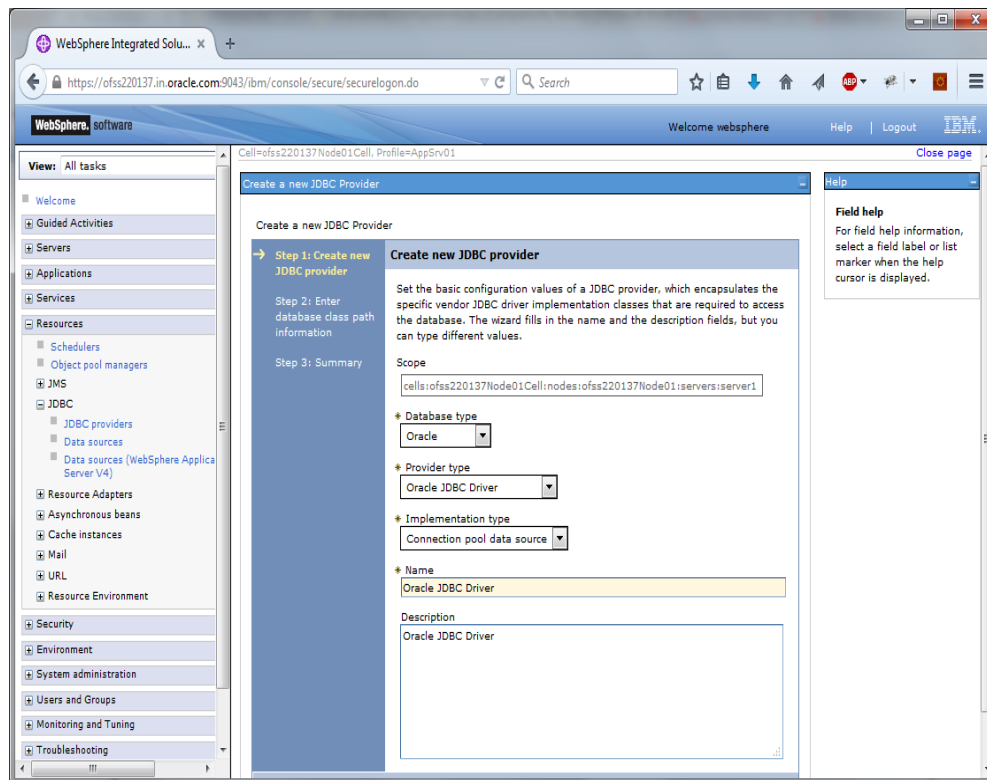 WebSphere Integrated Solu... × +
https://ofss220137.in.oracle.com:9043/ibm/console/secure/securelogon.do
Search
ABP
WebSphere. software
Welcome websphere
Help | Logout
IBM.
View: All tasks
Welcome
Guided Activities
Servers
Applications
Services
Resources
Schedulers
Object pool managers
JMS
JDBC
JDBC providers
Data sources
Data sources (WebSphere Applica
Server V4)
Resource Adapters
Asynchronous beans
Cache instances
Mail
URL
Resource Environment
Security
Environment
System administration
Users and Groups
Monitoring and Tuning
Troubleshooting
Cell=ofss220137Node01Cell, Profile=AppSrv01
Close page
Create a new JDBC Provider
Create a new JDBC Provider
Step 1: Create new
JDBC provider
Step 2: Enter
database class path
information
Step 3: Summary
Create new JDBC provider
Set the basic configuration values of a JDBC provider, which encapsulates the
specific vendor JDBC driver implementation classes that are required to access
the database. The wizard fills in the name and the description fields, but you
can type different values.
Scope
cells:ofss220137Node01Cell:nodes:ofss220137Node01:servers:server1
* Database type
Oracle
* Provider type
Oracle JDBC Driver
* Implementation type
Connection pool data source
* Name
Oracle JDBC Driver
Description
Oracle JDBC Driver
Help
Field help
For field help information,
select a field label or list
marker when the help
cursor is displayed.